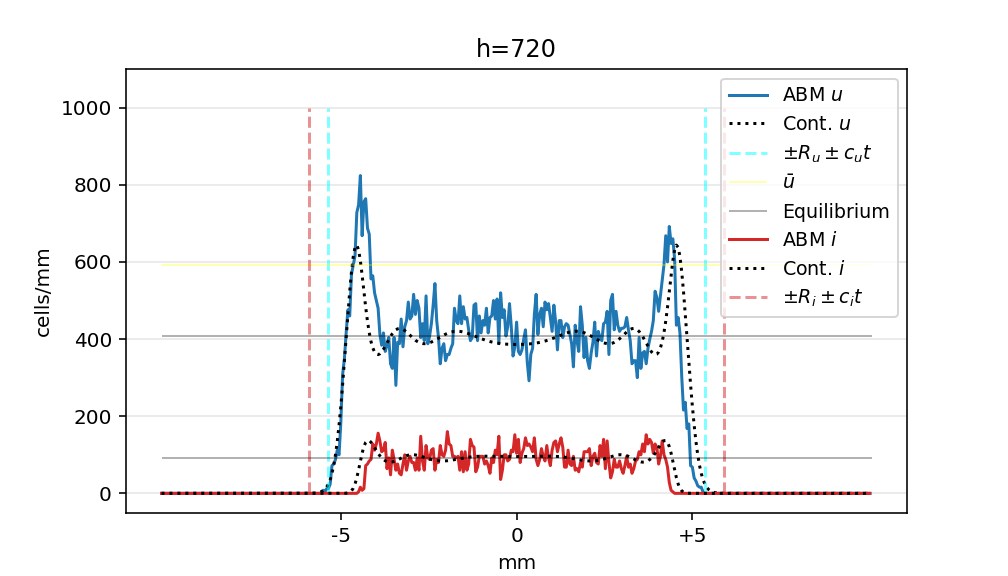 h=720
1000
800
600
400
200
0
cells/mm
-5
0
+5
mm
ABM u
Cont. u
±R_u ± c_u t
ū
Equilibrium
ABM i
Cont. i
±R_i ± c_i t